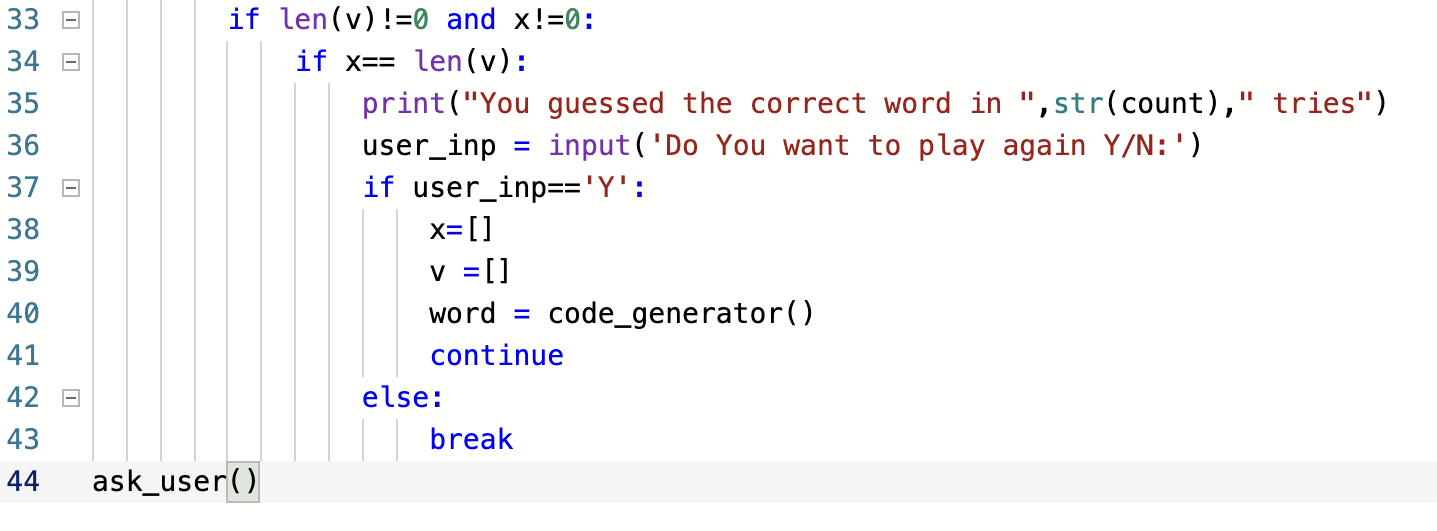 33 if len(v)!=0 and x!=0:
34 if x== len(v):
35 print("You guessed the correct word in ",str(count)," tries")
36 user_inp = input('Do You want to play again Y/N:')
37 if user_inp=='Y':
38 x=[]
39 v =[]
40 word = code_generator()
41 continue
42 else:
43 break
44 ask_user()